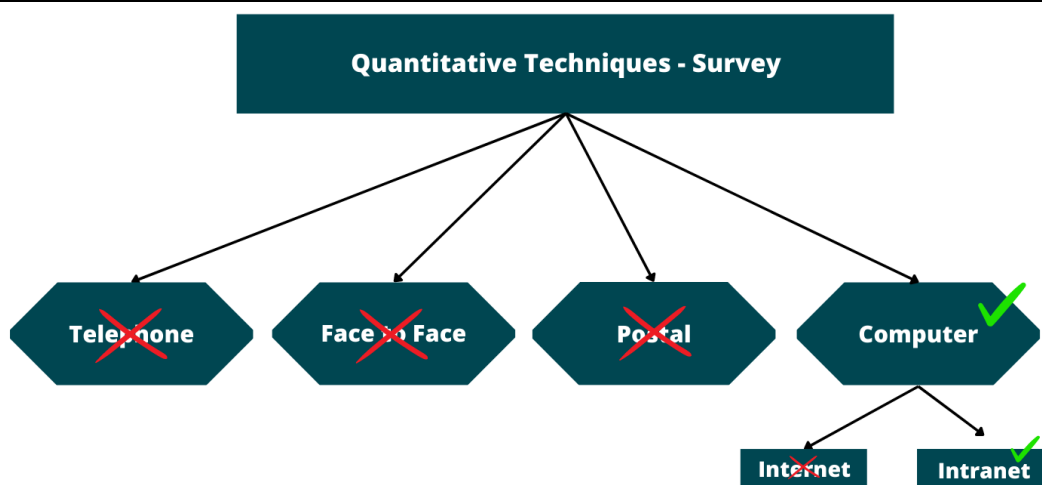 Quantitative Techniques - Survey
Telephone
Face to Face
Postal
Computer
Internet
Intranet